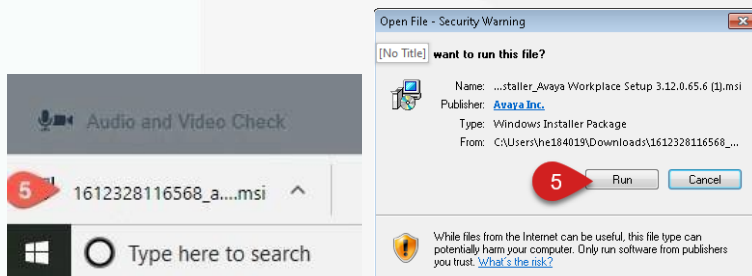 Audio and Video Check
5
1612328116568_a....msi
Type here to search
Open File - Security Warning
[No Title] want to run this file?
Name: ...staller_Avaya Workplace Setup 3.12.0.65.6 (1).msi
Publisher: Avaya Inc.
Type: Windows Installer Package
From: C:\Users\he184019\Downloads\1612328116568_...
5
Run Cancel
While files from the Internet can be useful, this file type can
potentially harm your computer. Only run software from publishers
you trust. What's the risk?